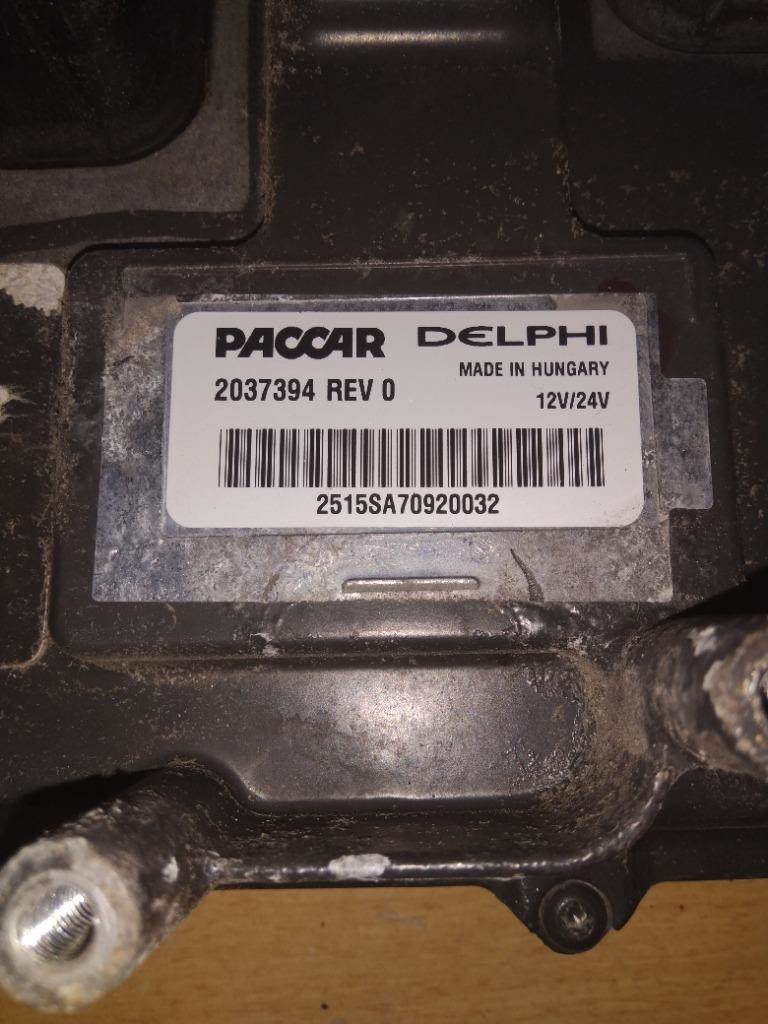 PACCAR DELPHI
MADE IN HUNGARY
2037394 REV 0
12V/24V
2515SA70920032